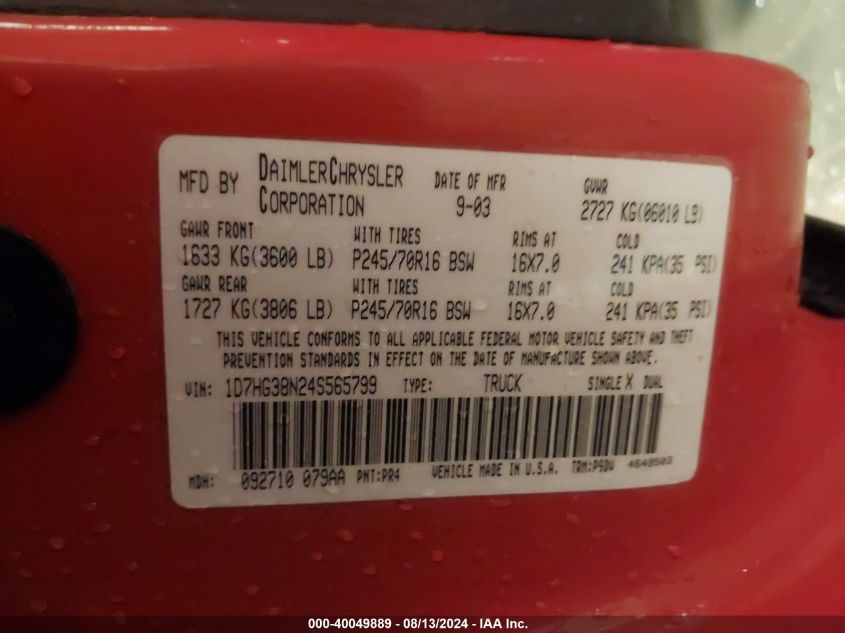 MFD BY DAIMLERCHRYSLER CORPORATION DATE OF MFR 9-03 GVWR 2727 KG(06010 LB)
GAWR FRONT WITH TIRES RIMS AT COLD
1633 KG(3600 LB) P245/70R16 BSW 16X7.0 241 KPA(35 PSI)
GAWR REAR WITH TIRES RIMS AT COLD
1727 KG(3806 LB) P245/70R16 BSW 16X7.0 241 KPA(35 PSI)
THIS VEHICLE CONFORMS TO ALL APPLICABLE FEDERAL MOTOR VEHICLE SAFETY AND THEFT
PREVENTION STANDARDS IN EFFECT ON THE DATE OF MANUFACTURE SHOWN ABOVE.
VIN: 1D7HG38N24S565799 TYPE: TRUCK SINGLE X DUAL
MDH: 092710 079AA PNT:PR4 VEHICLE MADE IN U.S.A. TRM:P9DV 4648503
000-40049889 - 08/13/2024 - IAA Inc.